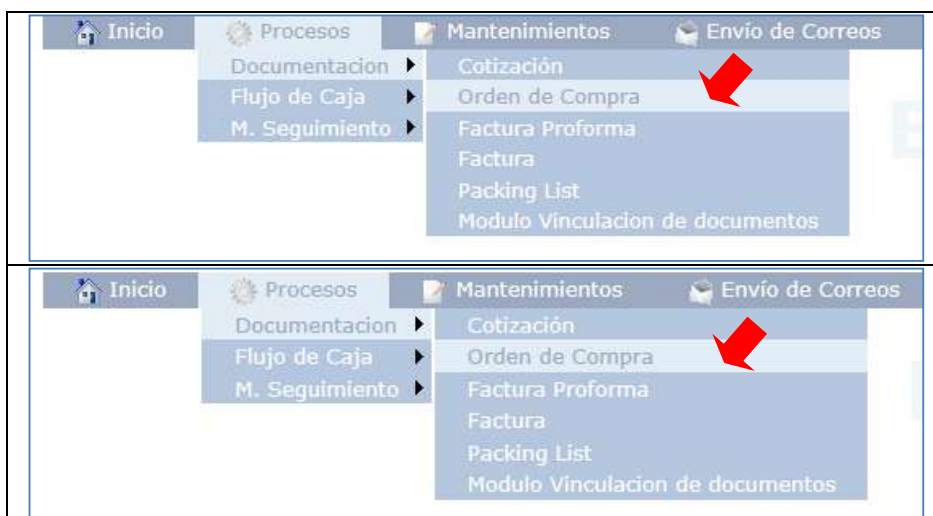 Inicio Procesos Mantenimientos Envío de Correos
Documentacion Cotización
Flujo de Caja Orden de Compra
M. Seguimiento Factura Proforma
Factura
Packing List
Modulo Vinculacion de documentos
Inicio Procesos Mantenimientos Envío de Correos
Documentacion Cotización
Flujo de Caja Orden de Compra
M. Seguimiento Factura Proforma
Factura
Packing List
Modulo Vinculacion de documentos